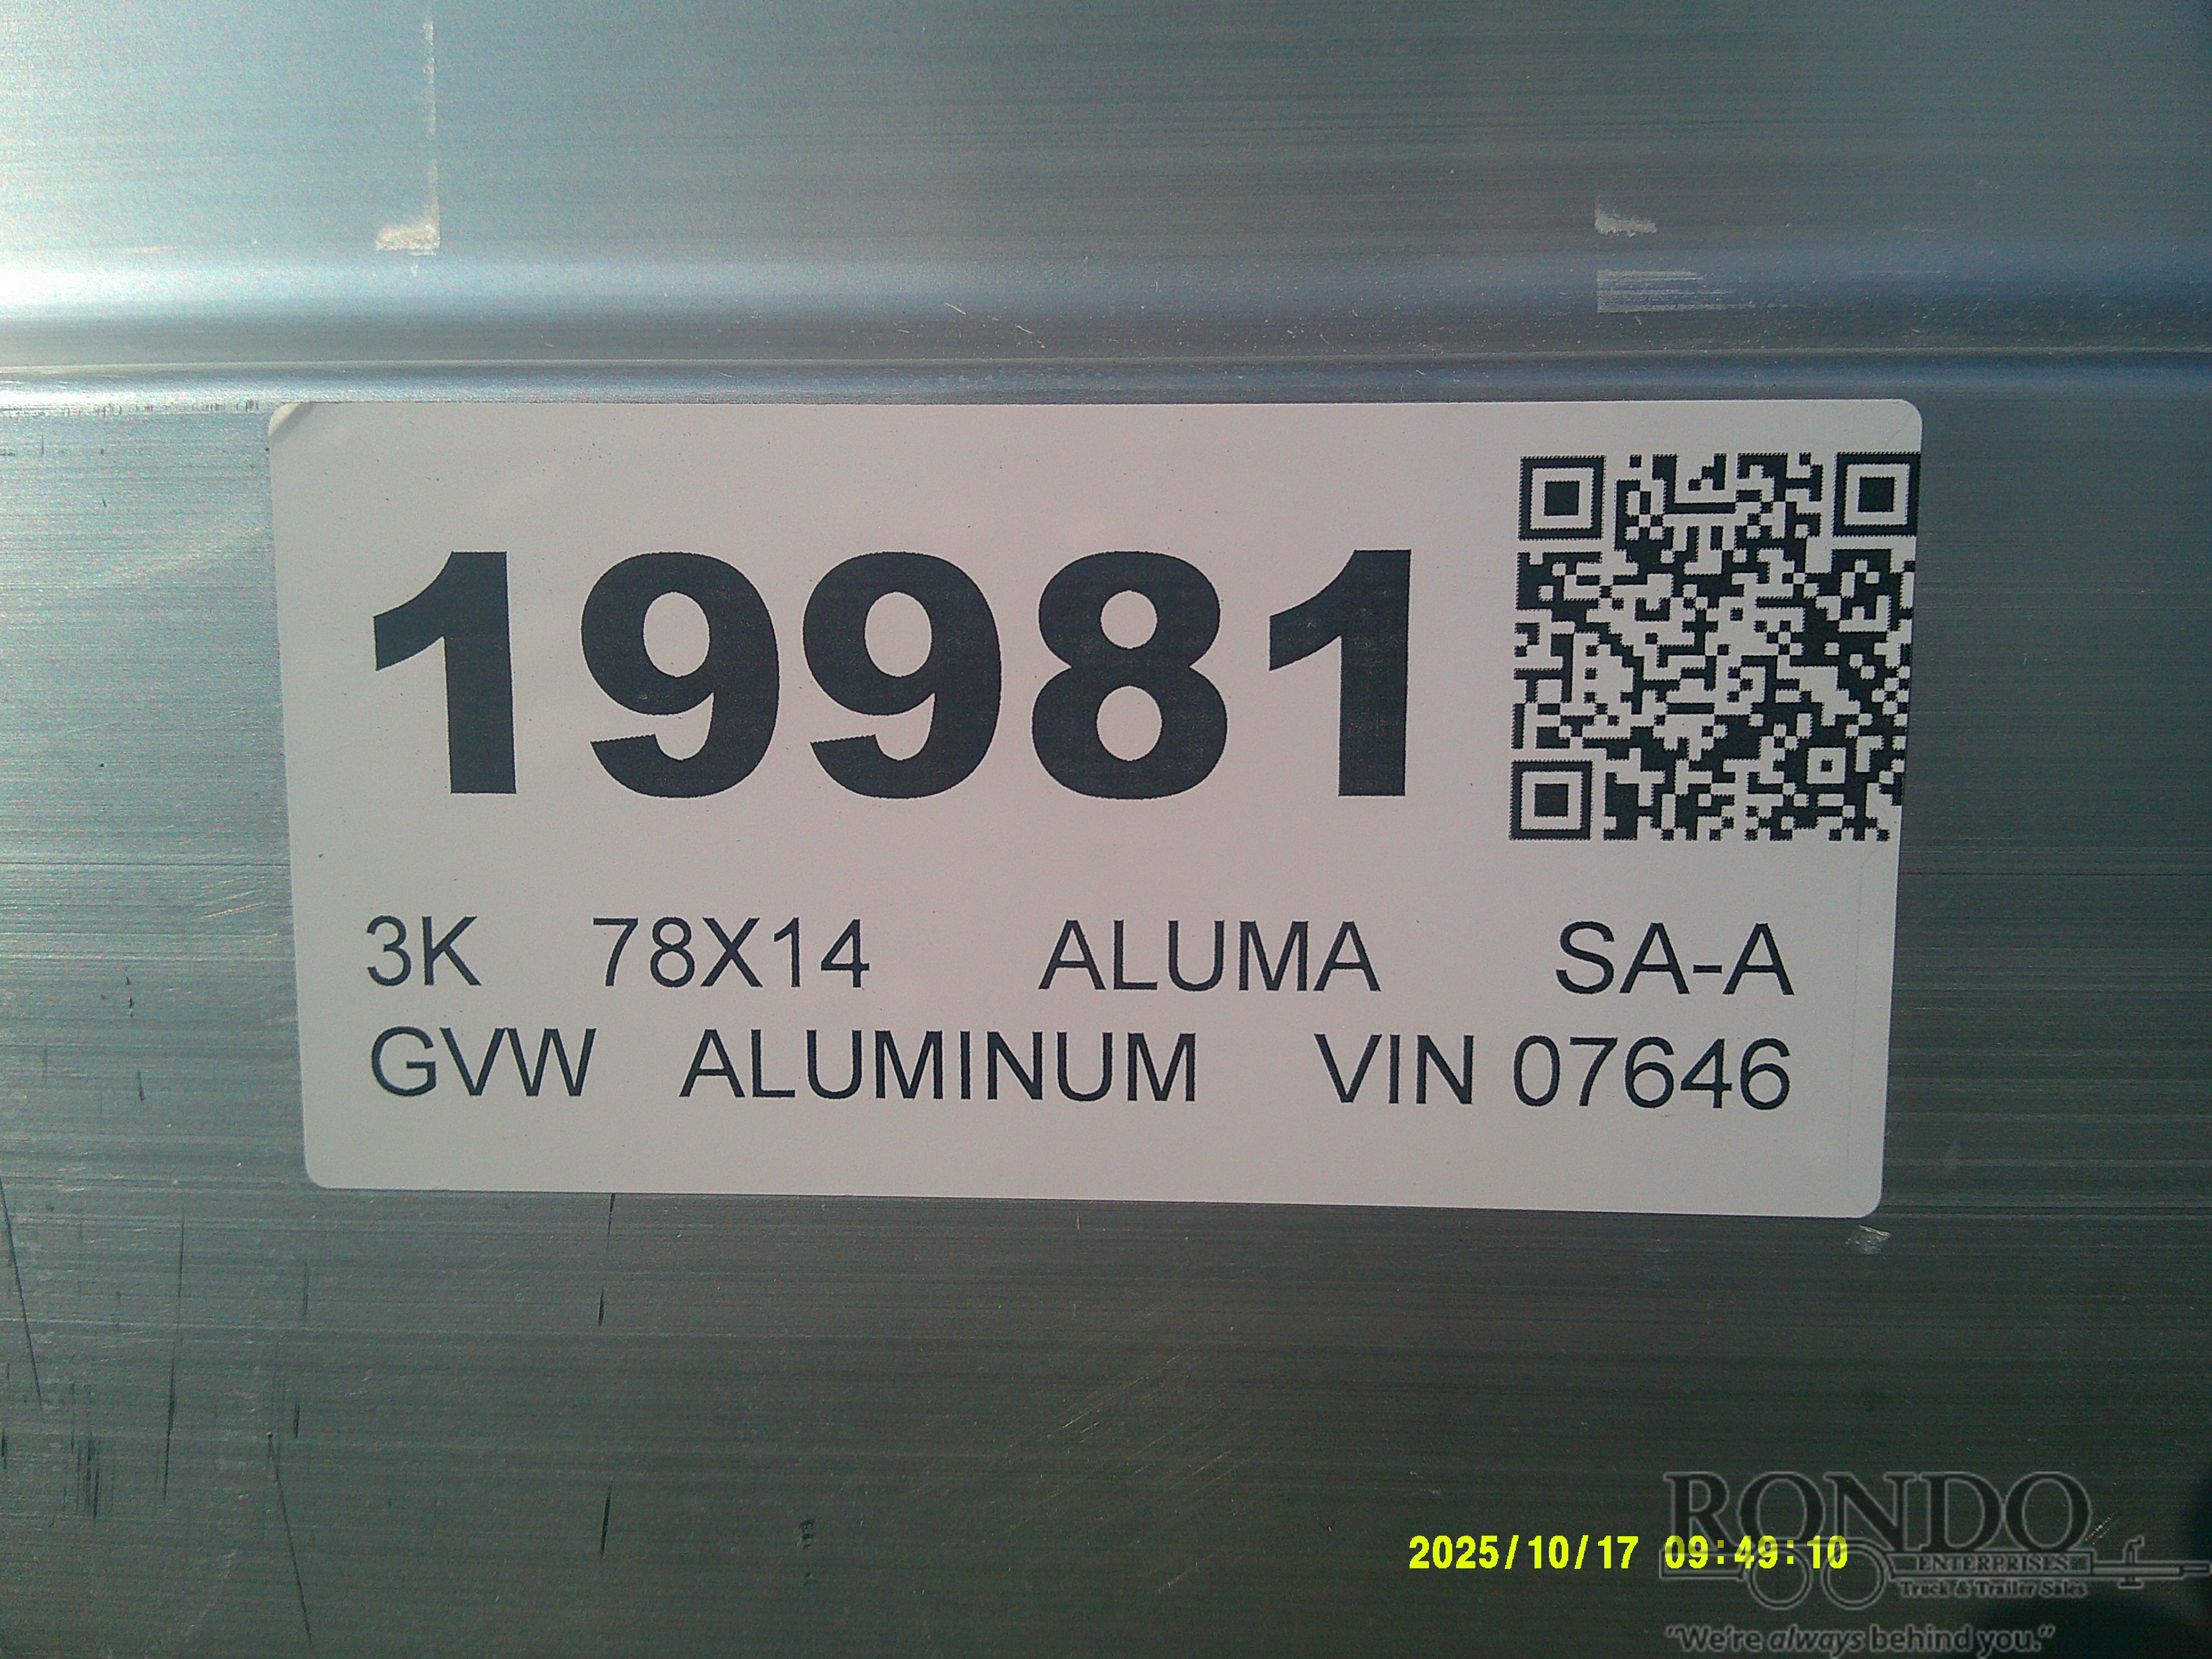 19981
3K 78X14 ALUMA SA-A
GVW ALUMINUM VIN 07646
2025/10/17 09:49:10
RONDO
ENTERPRISES
Truck & Trailer Sales
"We're always behind you."